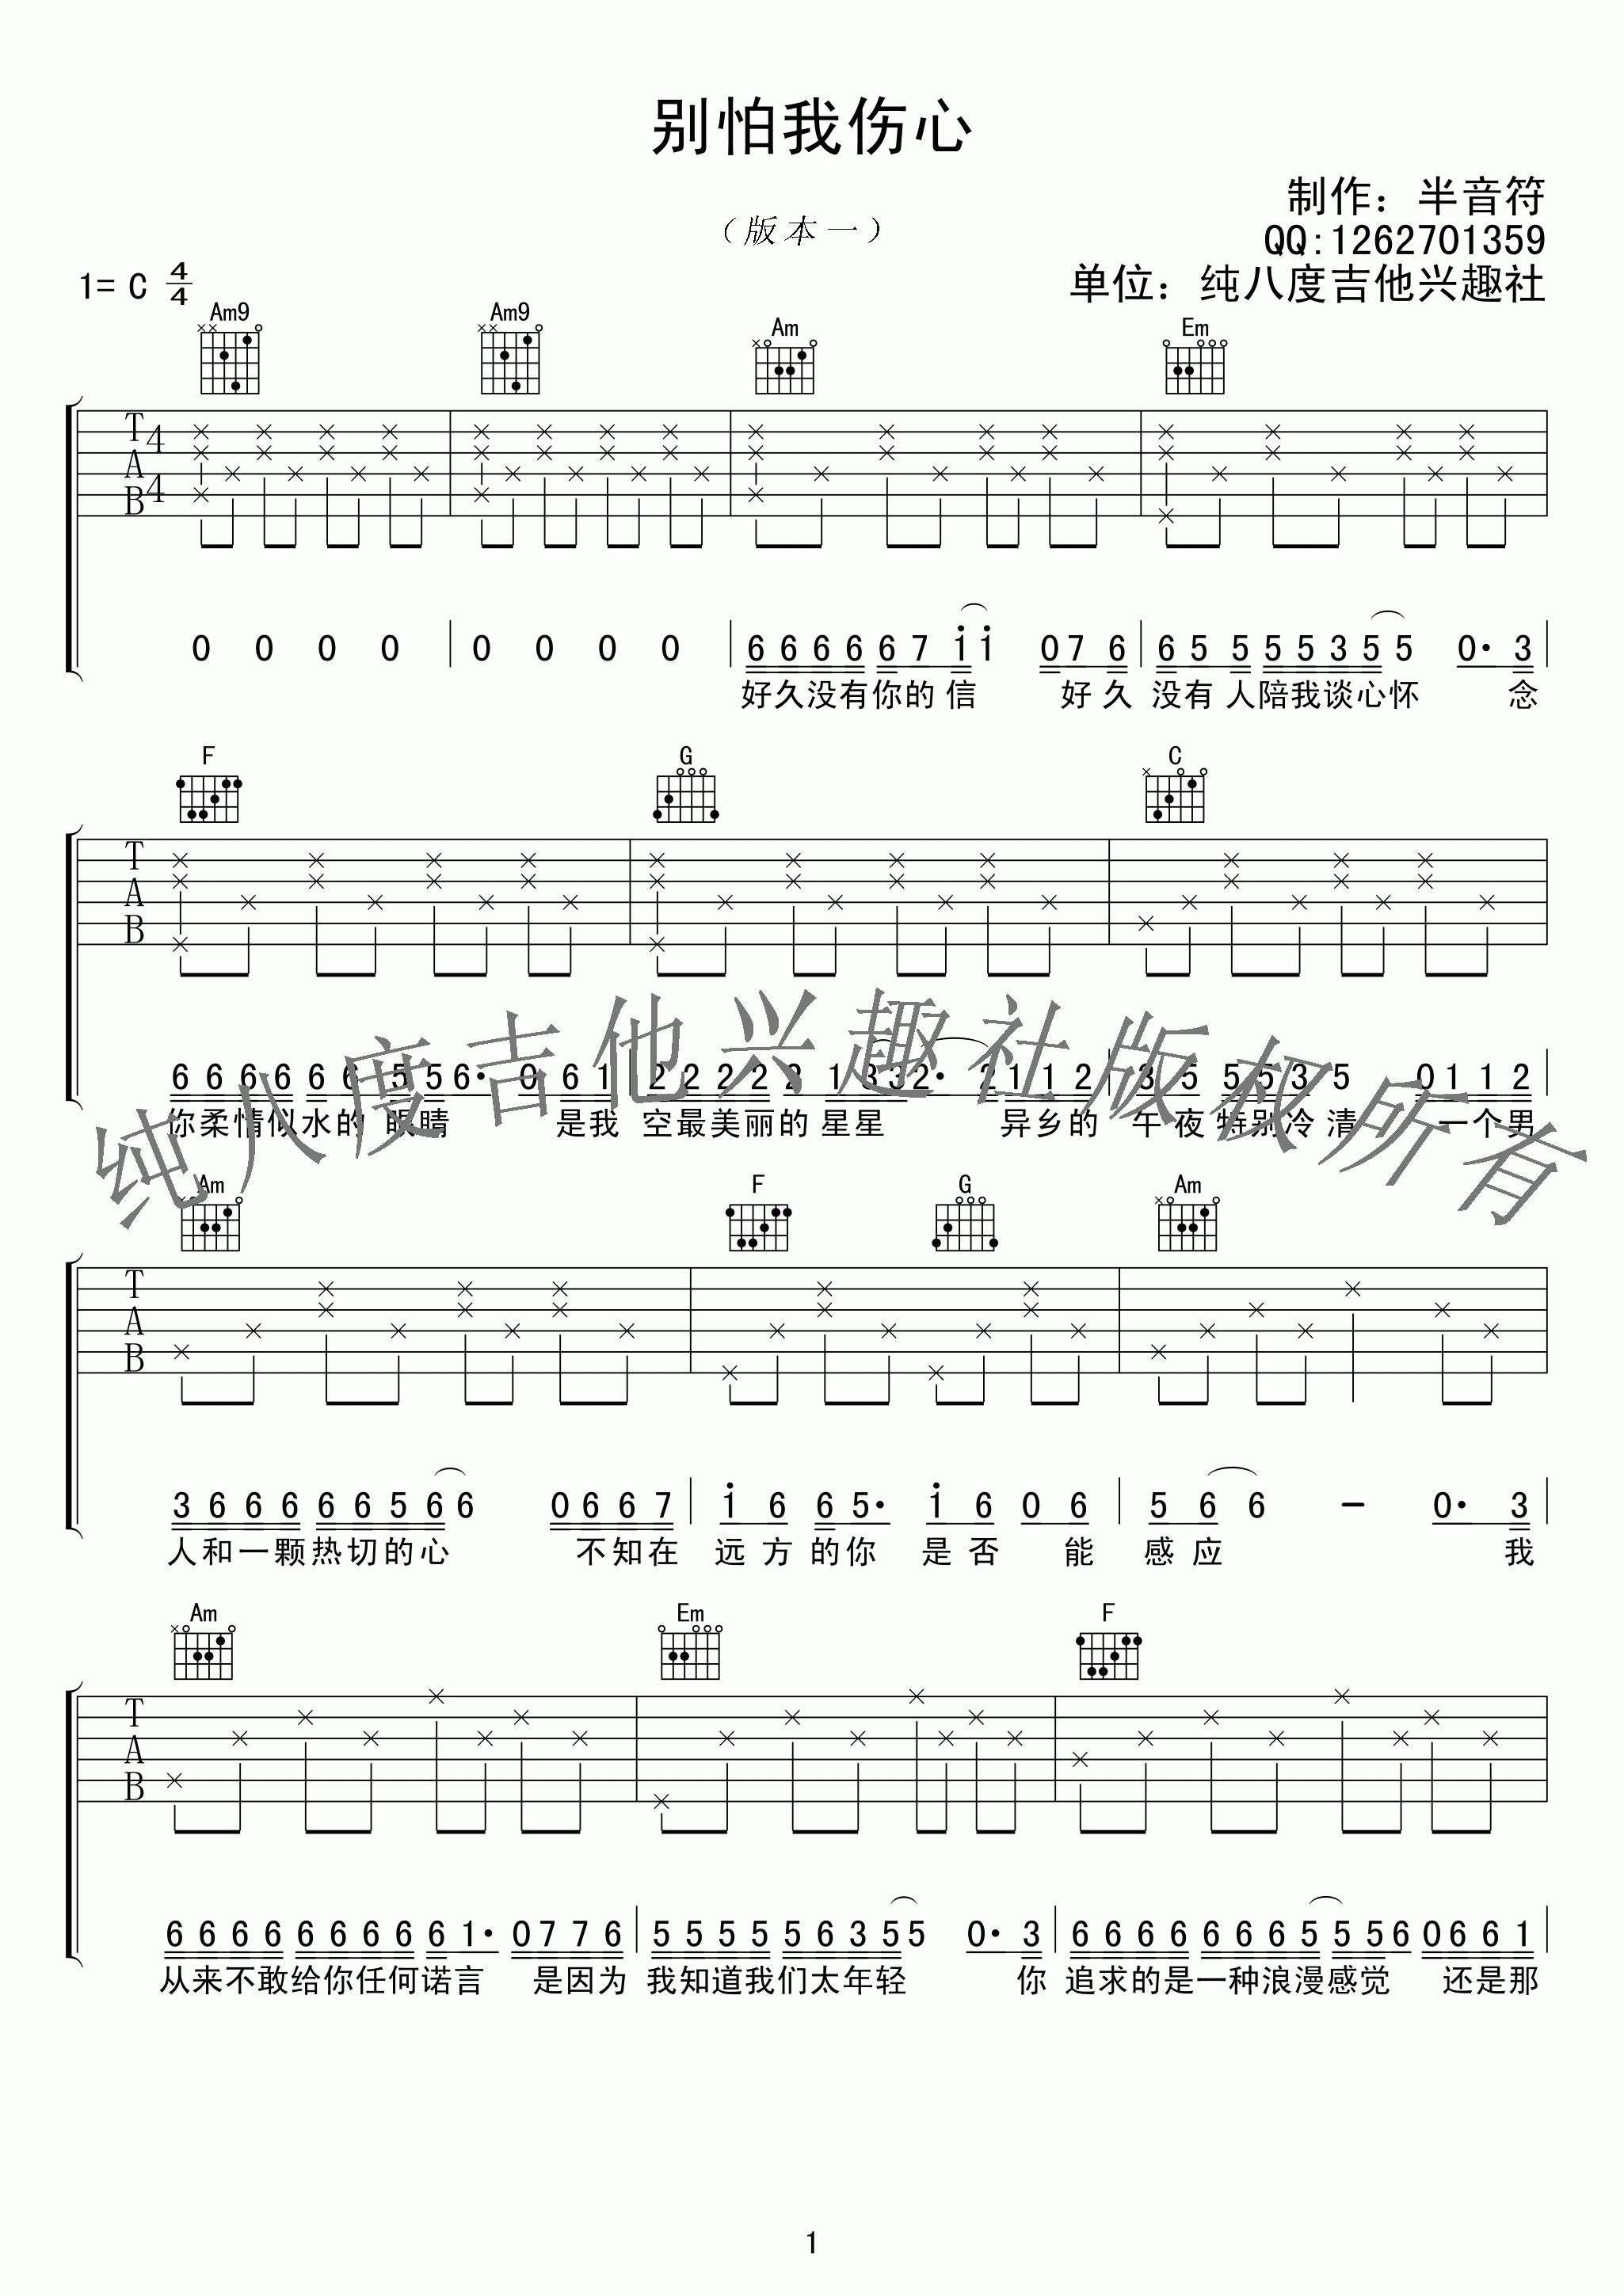 别怕我伤心
(版本一)
制作：半音符
QQ:1262701359
单位：纯八度吉他兴趣社
1= C 4/4
Am9 Am9 Am Em
T A B 4 4
0 0 0 0 0 0 0 0 6 6 6 6 6 7 i i 0 7 6 6 5 5 5 5 3 5 5 0· 3
好久没有你的信 好久 没有人陪我谈心怀 念
F G C
T A B
6 6 6 6 6 6 5 5 6· 0 6 1 2 2 2 2 2 1 3 3 2· 2 1 1 2 3 5 5 5 3 5 0 1 1 2
你柔情似水的眼睛 是我 空最美丽的星星 异乡的 午夜特别冷清 一个男
纯八度吉他兴趣社版权所有
Am F G Am
T A B
3 6 6 6 6 6 5 6 6 0 6 6 7 i 6 6 5· i 6 0 6 5 6 6 - 0· 3
人和一颗热切的心 不知在 远方的你 是否 能 感应 我
Am Em F
T A B
6 6 6 6 6 6 6 6 6 1· 0 7 7 6 5 5 5 5 5 6 3 5 5 0· 3 6 6 6 6 6 6 6 5 5 5 6 0 6 6 1
从来不敢给你任何诺言 是因为 我知道我们太年轻 你 追求的是一种浪漫感觉 还是那
1